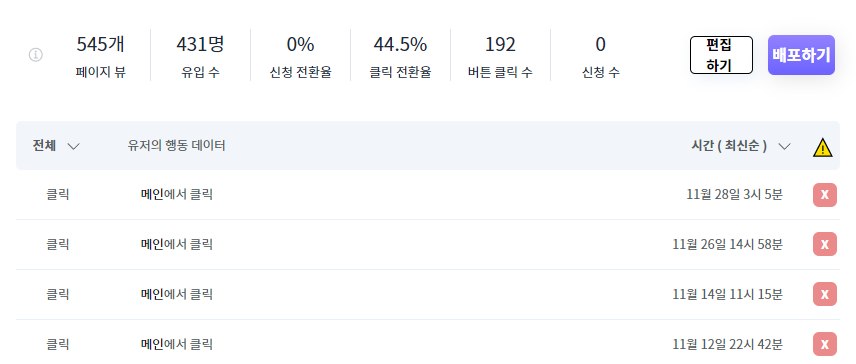 545개 431명 0% 44.5% 192 0
페이지 뷰 유입 수 신청 전환율 클릭 전환율 버튼 클릭 수 신청 수
편집
하기
배포하기
전체 유저의 행동 데이터 시간 ( 최신순 )
클릭 메인에서 클릭 11월 28일 3시 5분 X
클릭 메인에서 클릭 11월 26일 14시 58분 X
클릭 메인에서 클릭 11월 14일 11시 15분 X
클릭 메인에서 클릭 11월 12일 22시 42분 X